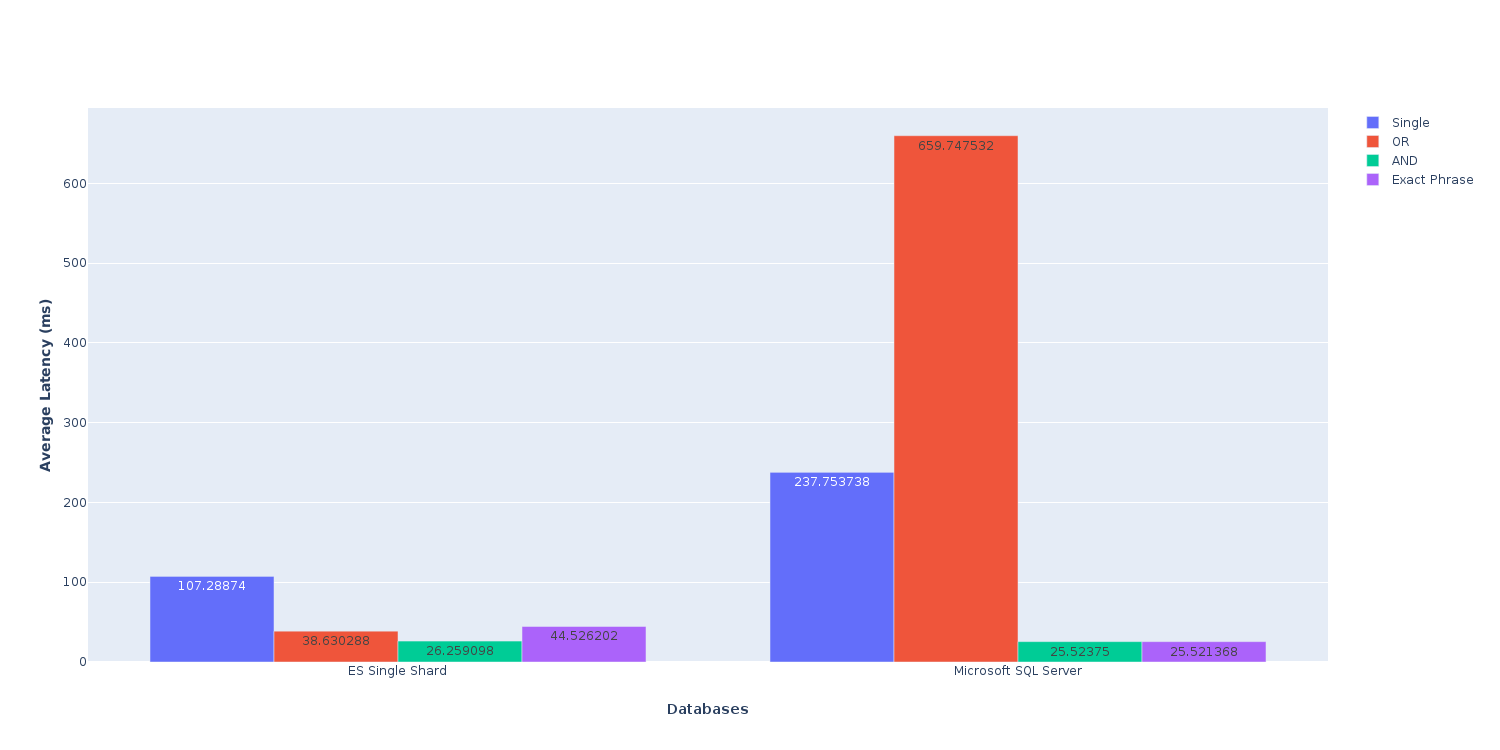 Single
OR
AND
Exact Phrase
Average Latency (ms)
600
500
400
300
200
100
0
107.28874
38.630288
26.259098
44.526202
237.753738
659.747532
25.52375
25.521368
ES Single Shard
Microsoft SQL Server
Databases